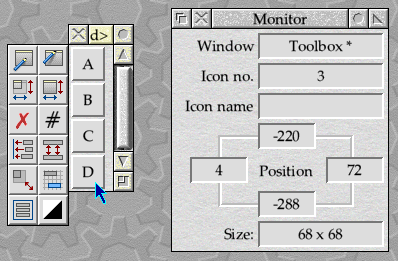 d>
A
B
C
D
#
Monitor
Window Toolbox *
Icon no. 3
Icon name
-220
4 Position 72
-288
Size: 68 x 68